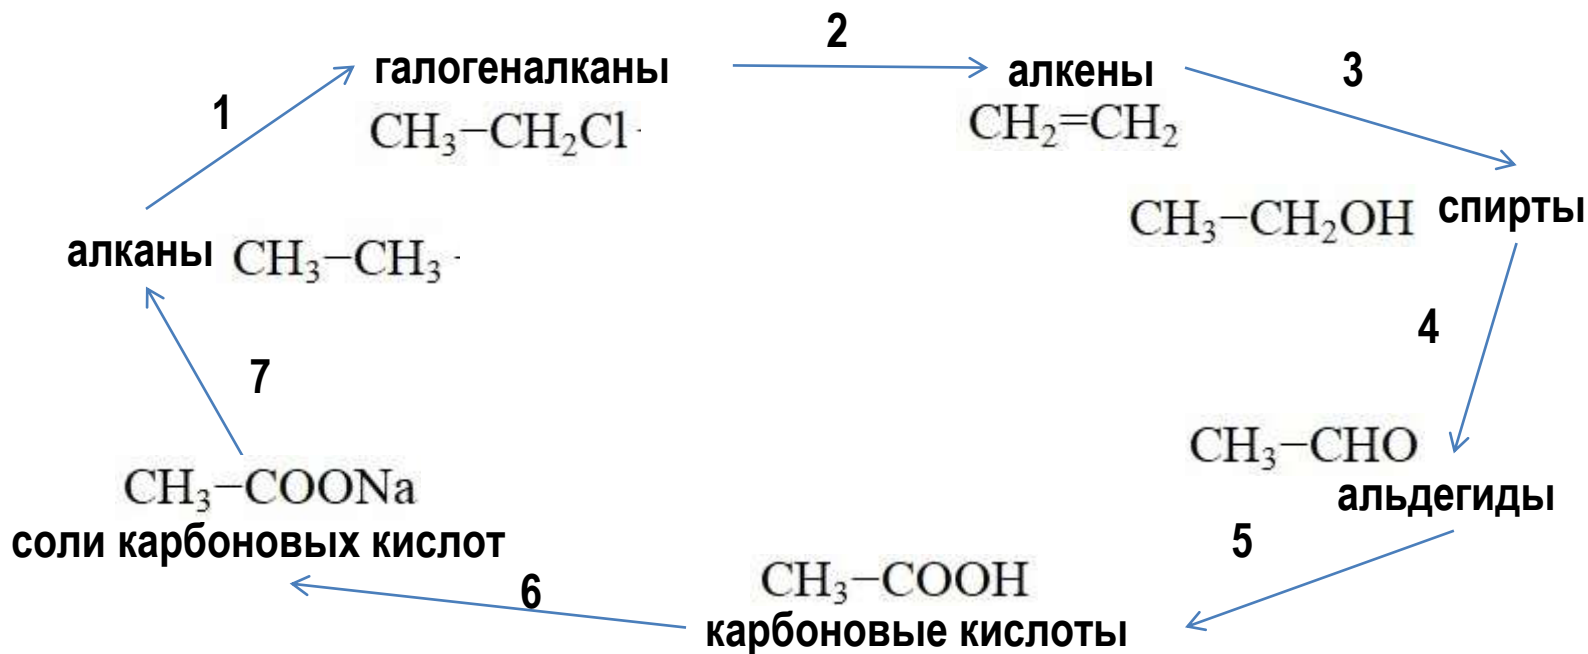 2
галогеналканы
алкены
3
1
CH₃−CH₂Cl
CH₂=CH₂
CH₃−CH₂OH спирты
алканы CH₃−CH₃
4
7
CH₃−CHO
альдегиды
CH₃−COONa
соли карбоновых кислот
5
6
CH₃−COOH
карбоновые кислоты